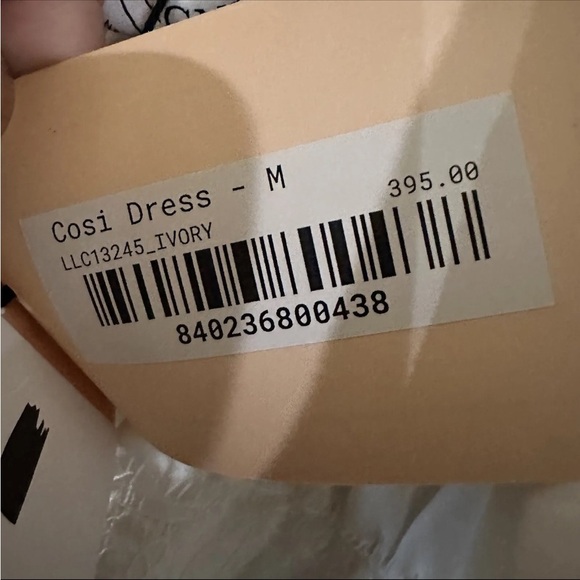 Cosi Dress - M
395.00
LLC13245_IVORY
840236800438